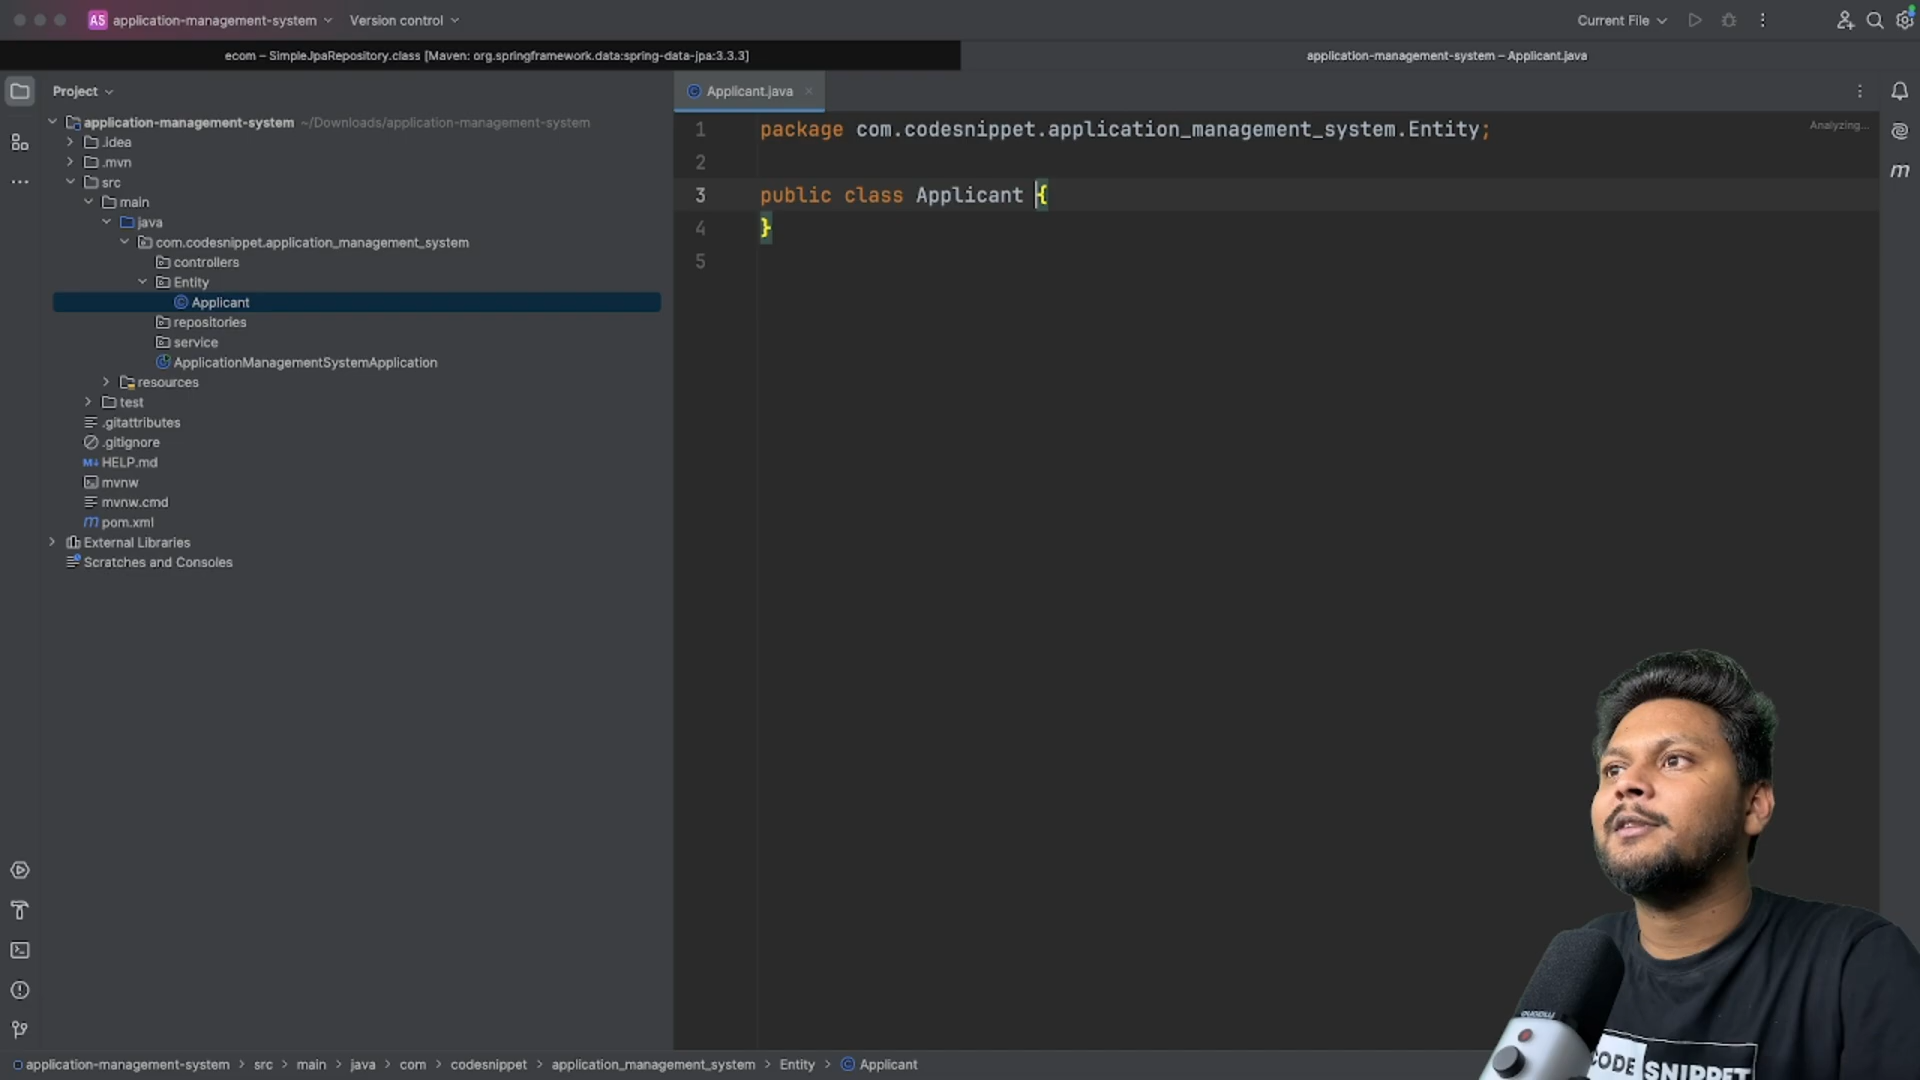 AS application-management-system Version control Current File
ecom – SimpleJpaRepository.class [Maven: org.springframework.data:spring-data-jpa:3.3.3] application-management-system – Applicant.java
Project
application-management-system ~/Downloads/application-management-system
.idea
.mvn
src
main
java
com.codesnippet.application_management_system
controllers
Entity
Applicant
repositories
service
ApplicationManagementSystemApplication
resources
test
.gitattributes
.gitignore
HELP.md
mvnw
mvnw.cmd
pom.xml
External Libraries
Scratches and Consoles
Applicant.java
Analyzing...
1 package com.codesnippet.application_management_system.Entity;
2
3 public class Applicant {
4 }
5
CODE SNIPPET
application-management-system > src > main > java > com > codesnippet > application_management_system > Entity > Applicant